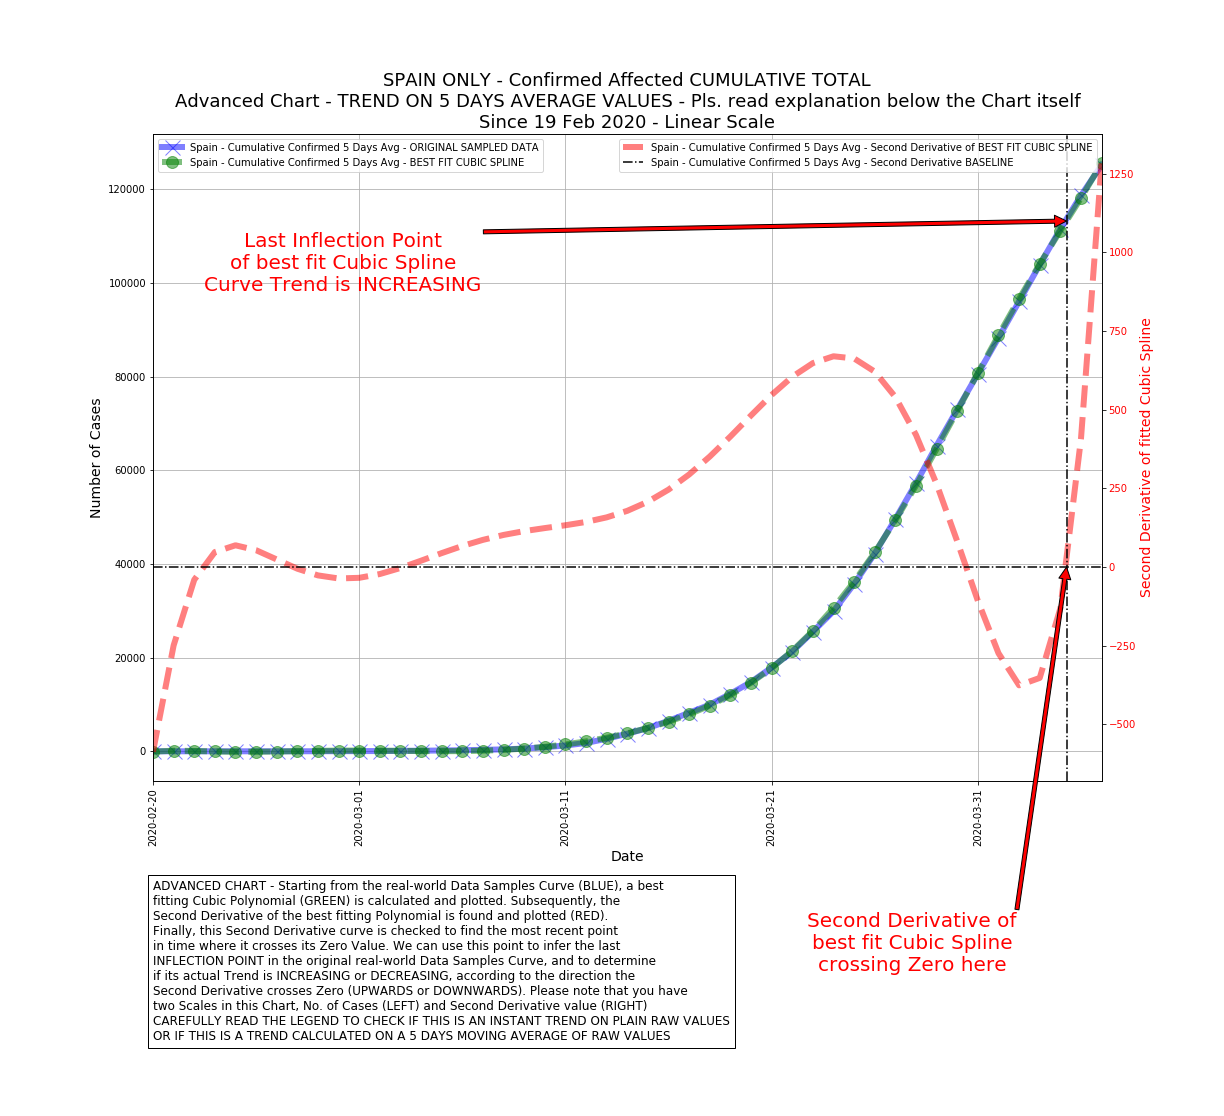 SPAIN ONLY - Confirmed Affected CUMULATIVE TOTAL
Advanced Chart - TREND ON 5 DAYS AVERAGE VALUES - Pls. read explanation below the Chart itself
Since 19 Feb 2020 - Linear Scale
Spain - Cumulative Confirmed 5 Days Avg - ORIGINAL SAMPLED DATA
Spain - Cumulative Confirmed 5 Days Avg - BEST FIT CUBIC SPLINE
Spain - Cumulative Confirmed 5 Days Avg - Second Derivative of BEST FIT CUBIC SPLINE
Spain - Cumulative Confirmed 5 Days Avg - Second Derivative BASELINE
Last Inflection Point
of best fit Cubic Spline
Curve Trend is INCREASING
Number of Cases
120000
100000
80000
60000
40000
20000
0
1250
1000
750
500
250
0
−250
−500
Second Derivative of fitted Cubic Spline
2020-02-20
2020-03-01
2020-03-11
2020-03-21
2020-03-31
Date
ADVANCED CHART - Starting from the real-world Data Samples Curve (BLUE), a best
fitting Cubic Polynomial (GREEN) is calculated and plotted. Subsequently, the
Second Derivative of the best fitting Polynomial is found and plotted (RED).
Finally, this Second Derivative curve is checked to find the most recent point
in time where it crosses its Zero Value. We can use this point to infer the last
INFLECTION POINT in the original real-world Data Samples Curve, and to determine
if its actual Trend is INCREASING or DECREASING, according to the direction the
Second Derivative crosses Zero (UPWARDS or DOWNWARDS). Please note that you have
two Scales in this Chart, No. of Cases (LEFT) and Second Derivative value (RIGHT)
CAREFULLY READ THE LEGEND TO CHECK IF THIS IS AN INSTANT TREND ON PLAIN RAW VALUES
OR IF THIS IS A TREND CALCULATED ON A 5 DAYS MOVING AVERAGE OF RAW VALUES
Second Derivative of
best fit Cubic Spline
crossing Zero here